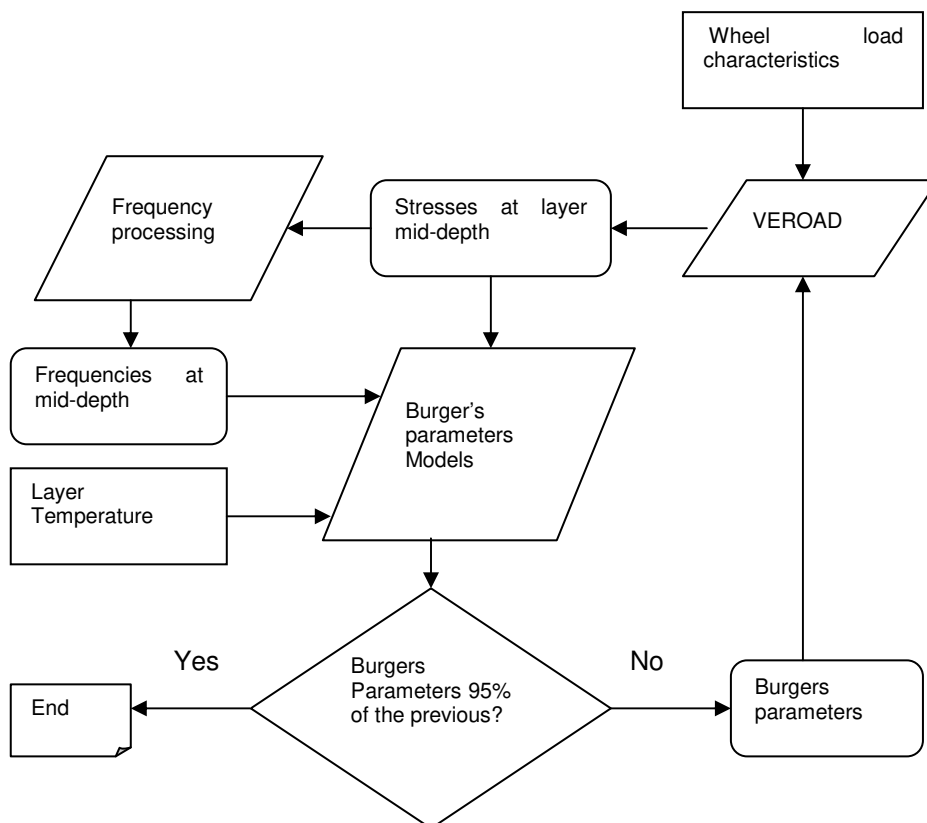 Wheel load
characteristics
Frequency
processing
Stresses at layer
mid-depth
VEROAD
Frequencies at
mid-depth
Burger’s
parameters
Models
Layer
Temperature
Yes
Burgers
Parameters 95%
of the previous?
No
Burgers
parameters
End